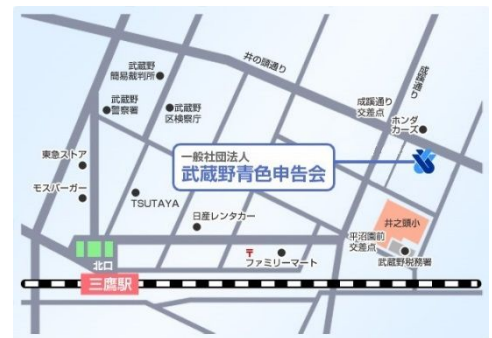 井の頭通り
成蹊通り
武蔵野
簡易裁判所
武蔵野
警察署
武蔵野
区検察庁
成蹊通り
交差点
ホンダ
カーズ
東急ストア
一般社団法人
武蔵野青色申告会
モスバーガー
TSUTAYA
日産レンタカー
井之頭小
平沼園前
交差点
〒
ファミリーマート
武蔵野税務署
北口
三鷹駅